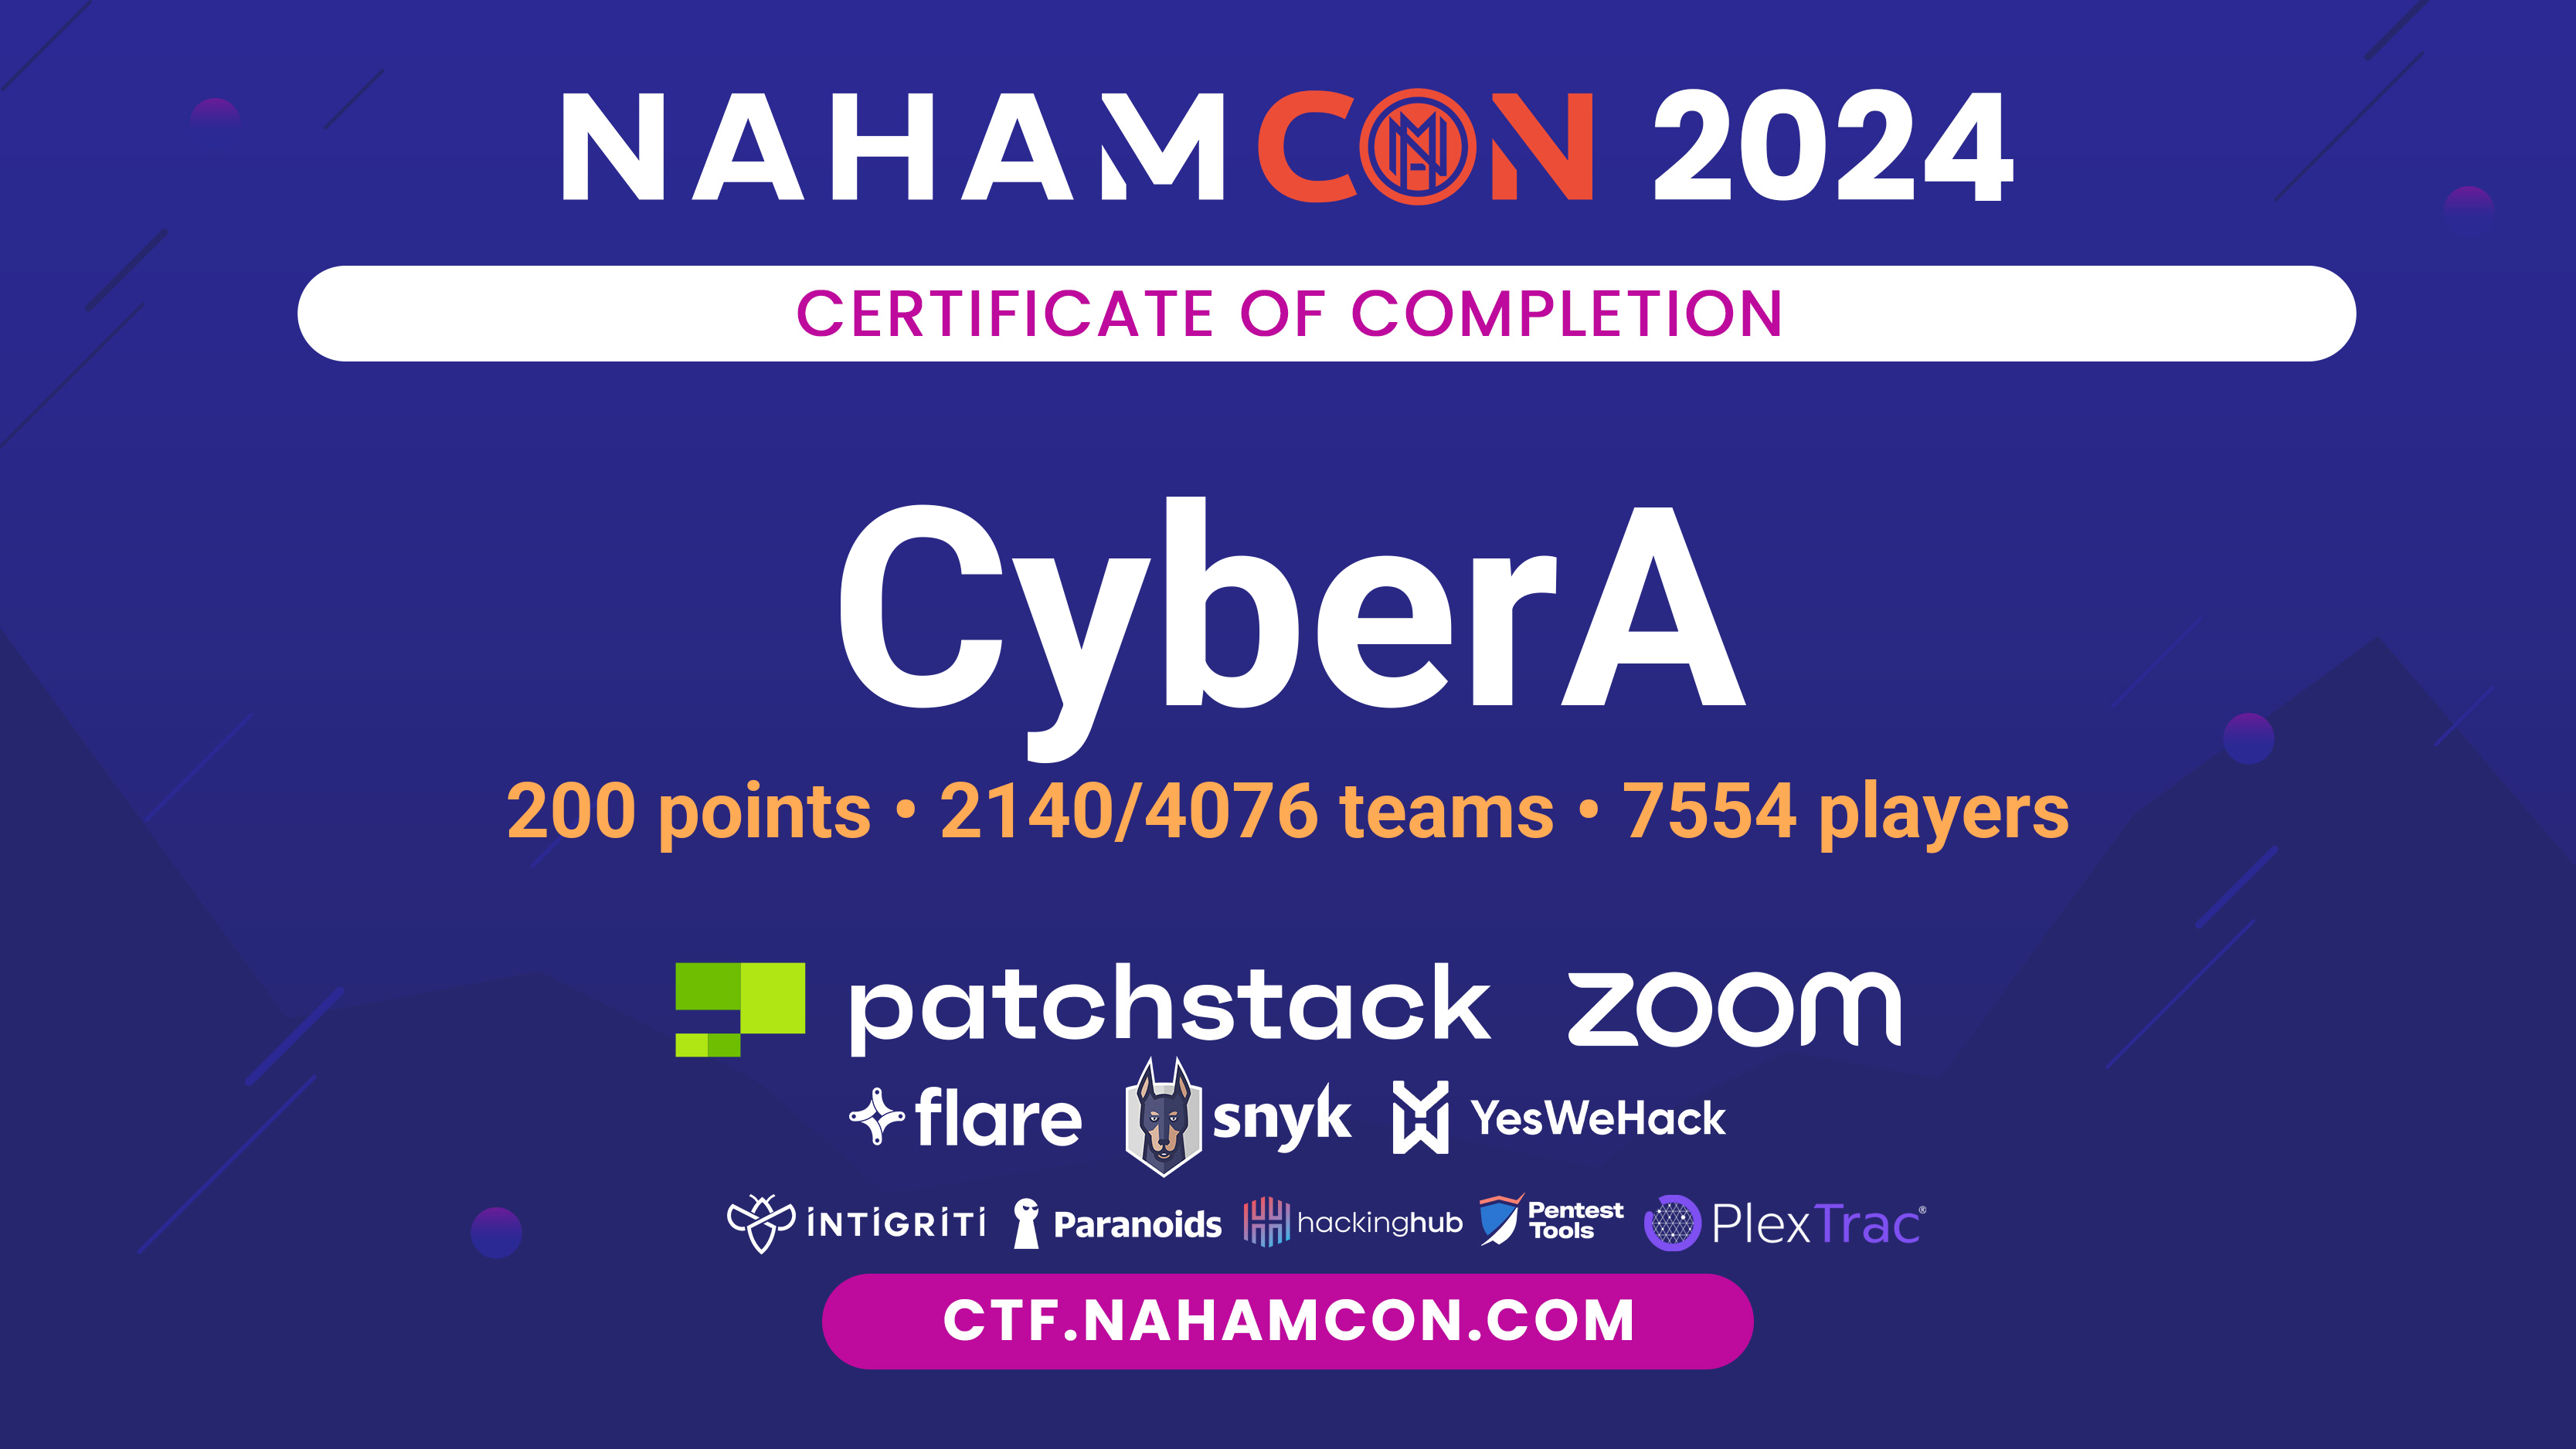 NAHAMCON 2024
CERTIFICATE OF COMPLETION
CyberA
200 points • 2140/4076 teams • 7554 players
patchstack zoom
flare snyk YesWeHack
INTIGRITI Paranoids hackinghub Pentest Tools PlexTrac®
CTF.NAHAMCON.COM